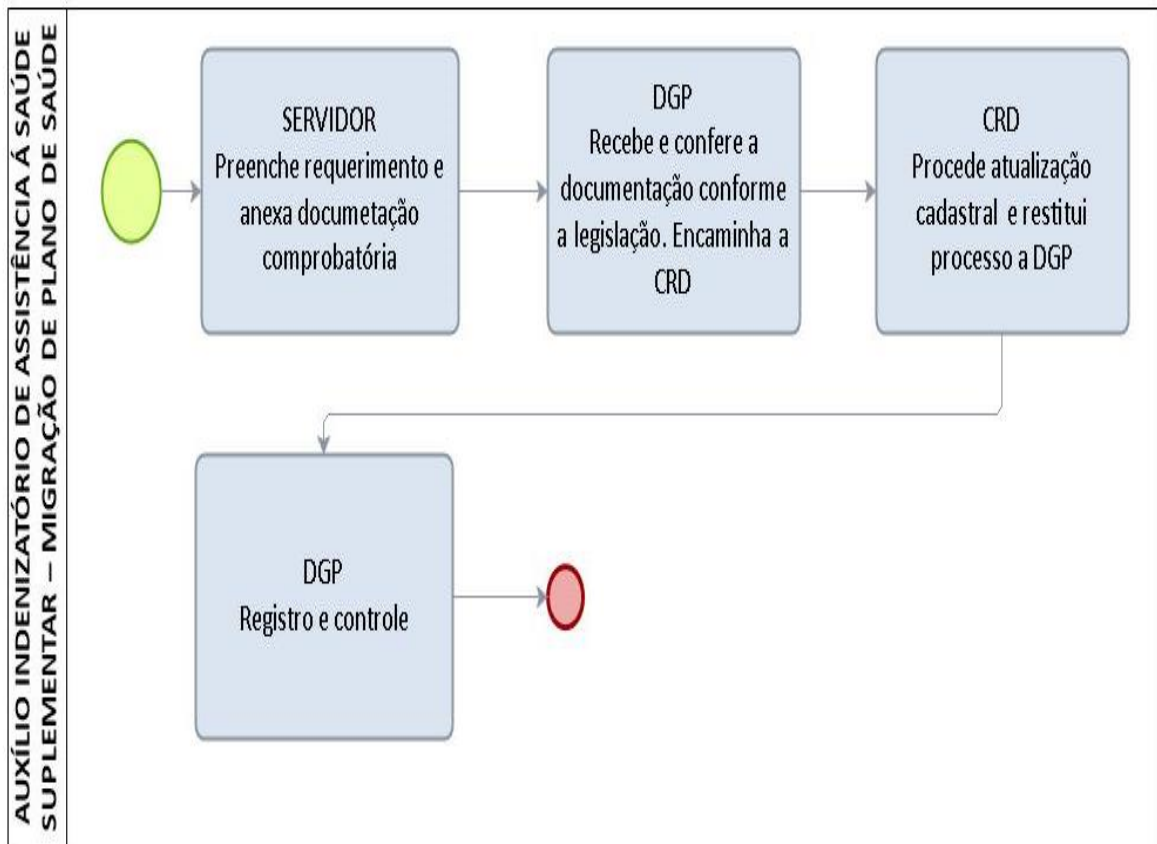 AUXÍLIO INDENIZATÓRIO DE ASSISTÊNCIA Á SAÚDE
SUPLEMENTAR – MIGRAÇÃO DE PLANO DE SAÚDE
SERVIDOR
Preenche requerimento e
anexa documetação
comprobatória
DGP
Recebe e confere a
documentação conforme
a legislação. Encaminha a
CRD
CRD
Procede atualização
cadastral e restitui
processo a DGP
DGP
Registro e controle